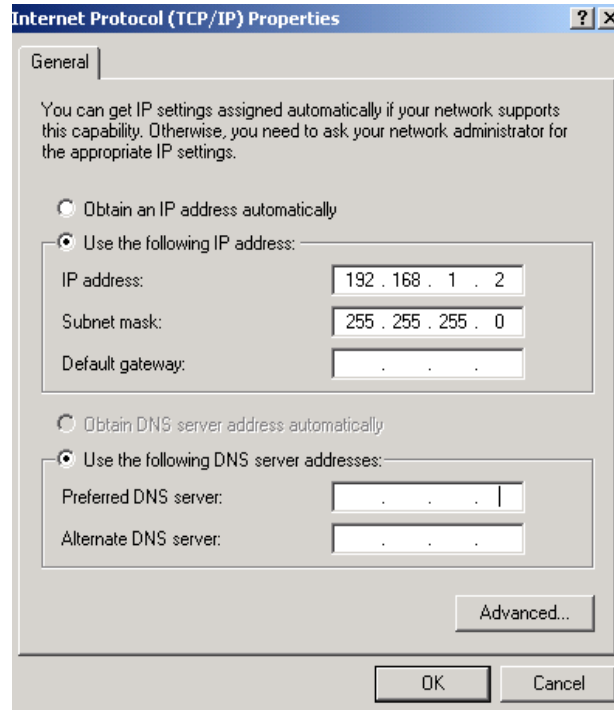 Internet Protocol (TCP/IP) Properties
General
You can get IP settings assigned automatically if your network supports
this capability. Otherwise, you need to ask your network administrator for
the appropriate IP settings.
Obtain an IP address automatically
Use the following IP address:
IP address: 192 . 168 . 1 . 2
Subnet mask: 255 . 255 . 255 . 0
Default gateway: . . .
Obtain DNS server address automatically
Use the following DNS server addresses:
Preferred DNS server: . . .
Alternate DNS server: . . .
Advanced...
OK Cancel